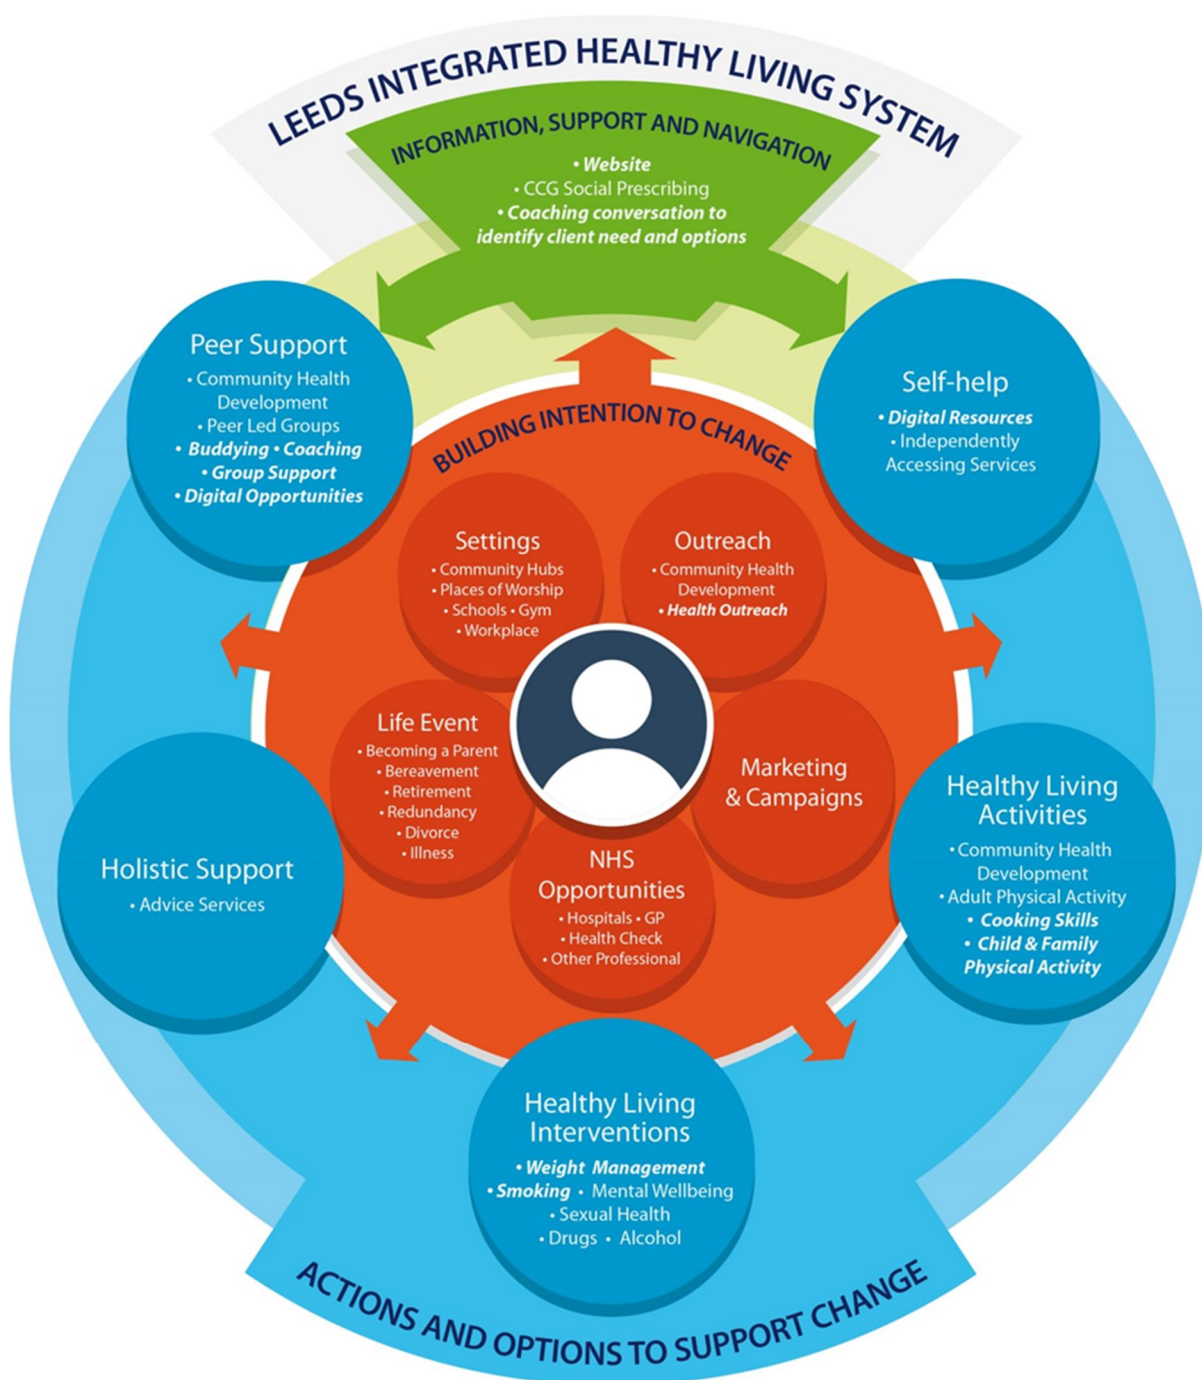 LEEDS INTEGRATED HEALTHY LIVING SYSTEM
INFORMATION, SUPPORT AND NAVIGATION
• Website
• CCG Social Prescribing
• Coaching conversation to
identify client need and options
Peer Support
• Community Health
Development
• Peer Led Groups
• Buddying • Coaching
• Group Support
• Digital Opportunities
Self-help
• Digital Resources
• Independently
Accessing Services
BUILDING INTENTION TO CHANGE
Settings
• Community Hubs
• Places of Worship
• Schools • Gym
• Workplace
Outreach
• Community Health
Development
• Health Outreach
Life Event
• Becoming a Parent
• Bereavement
• Retirement
• Redundancy
• Divorce
• Illness
Marketing
& Campaigns
NHS
Opportunities
• Hospitals • GP
• Health Check
• Other Professional
Holistic Support
• Advice Services
Healthy Living
Activities
• Community Health
Development
• Adult Physical Activity
• Cooking Skills
• Child & Family
Physical Activity
Healthy Living
Interventions
• Weight Management
• Smoking • Mental Wellbeing
• Sexual Health
• Drugs • Alcohol
ACTIONS AND OPTIONS TO SUPPORT CHANGE